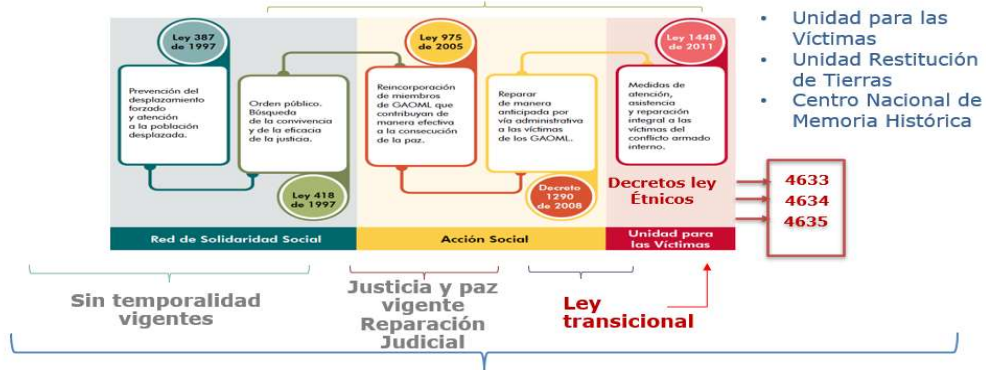 Ley 387
de 1997
Prevención del
desplazamiento
forzado
y atención
a la población
desplazada.
Orden público.
Búsqueda
de la convivencia
y de la eficacia
de la justicia.
Ley 418
de 1997
Ley 975
de 2005
Reincorporación
de miembros
de GAOML que
contribuyan de
manera efectiva
a la consecución
de la paz.
Reparar
de manera
anticipada por
vía administrativa
a las víctimas
de los GAOML.
Decreto
1290
de 2008
Ley 1448
de 2011
Medidas de
atención,
asistencia
y reparación
integral a las
víctimas del
conflicto armado
interno.
• Unidad para las
Víctimas
• Unidad Restitución
de Tierras
• Centro Nacional de
Memoria Histórica
Decretos ley
Étnicos
4633
4634
4635
Red de Solidaridad Social
Acción Social
Unidad para
las Víctimas
Sin temporalidad
vigentes
Justicia y paz
vigente
Reparación
Judicial
Ley
transicional